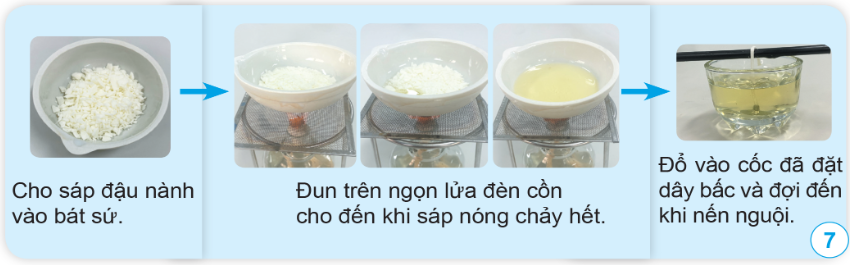 Cho sáp đậu nành
vào bát sứ.
Đun trên ngọn lửa đèn cồn
cho đến khi sáp nóng chảy hết.
Đổ vào cốc đã đặt
dây bấc và đợi đến
khi nến nguội.
7